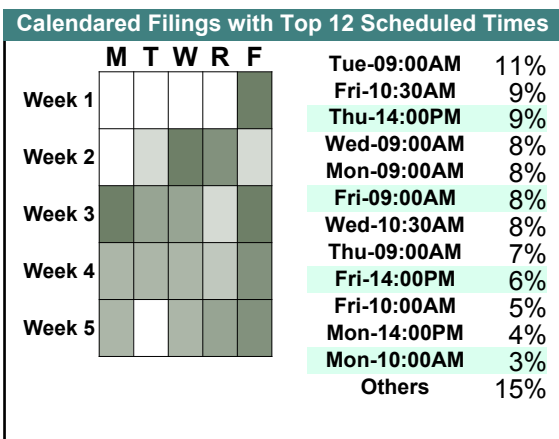 Calendared Filings with Top 12 Scheduled Times
M T W R F
Week 1
Week 2
Week 3
Week 4
Week 5
Tue-09:00AM 11%
Fri-10:30AM 9%
Thu-14:00PM 9%
Wed-09:00AM 8%
Mon-09:00AM 8%
Fri-09:00AM 8%
Wed-10:30AM 8%
Thu-09:00AM 7%
Fri-14:00PM 6%
Fri-10:00AM 5%
Mon-14:00PM 4%
Mon-10:00AM 3%
Others 15%